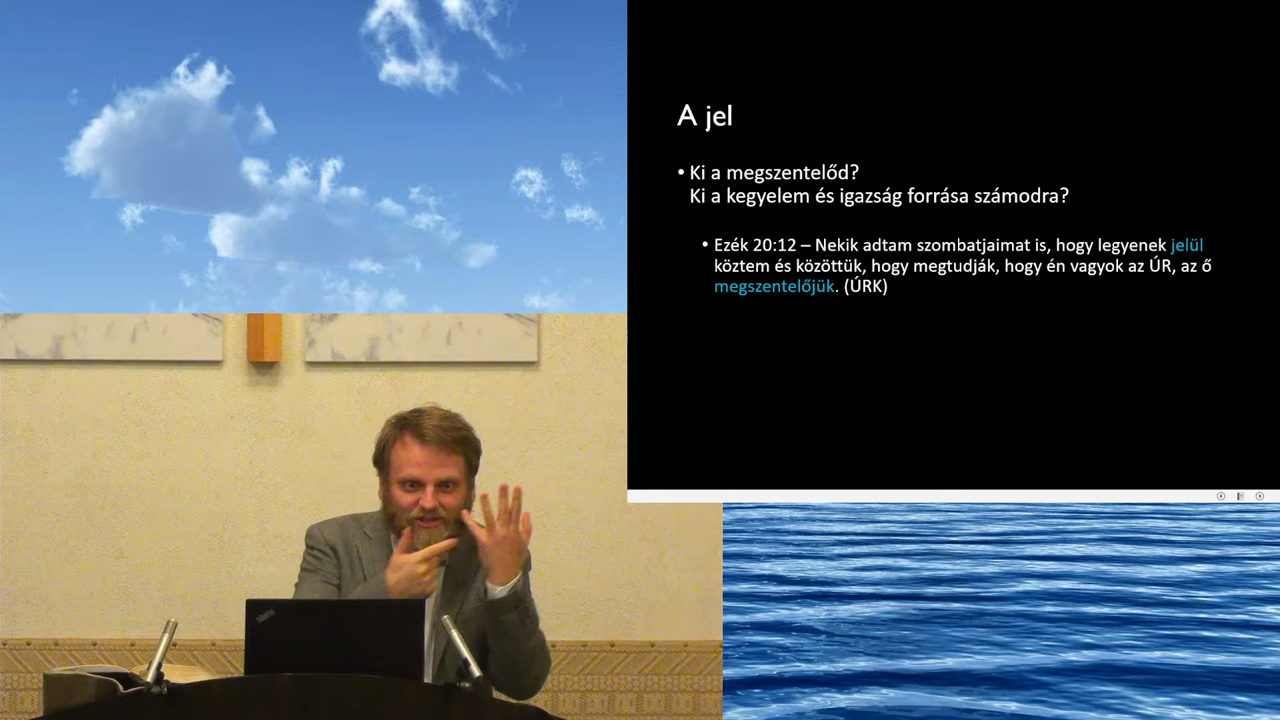 A jel
• Ki a megszentelőd?
Ki a kegyelem és igazság forrása számodra?
• Ezék 20:12 – Nekik adtam szombatjaimat is, hogy legyenek jelül
köztem és közöttük, hogy megtudják, hogy én vagyok az ÚR, az ő
megszentelőjük. (ÚRK)